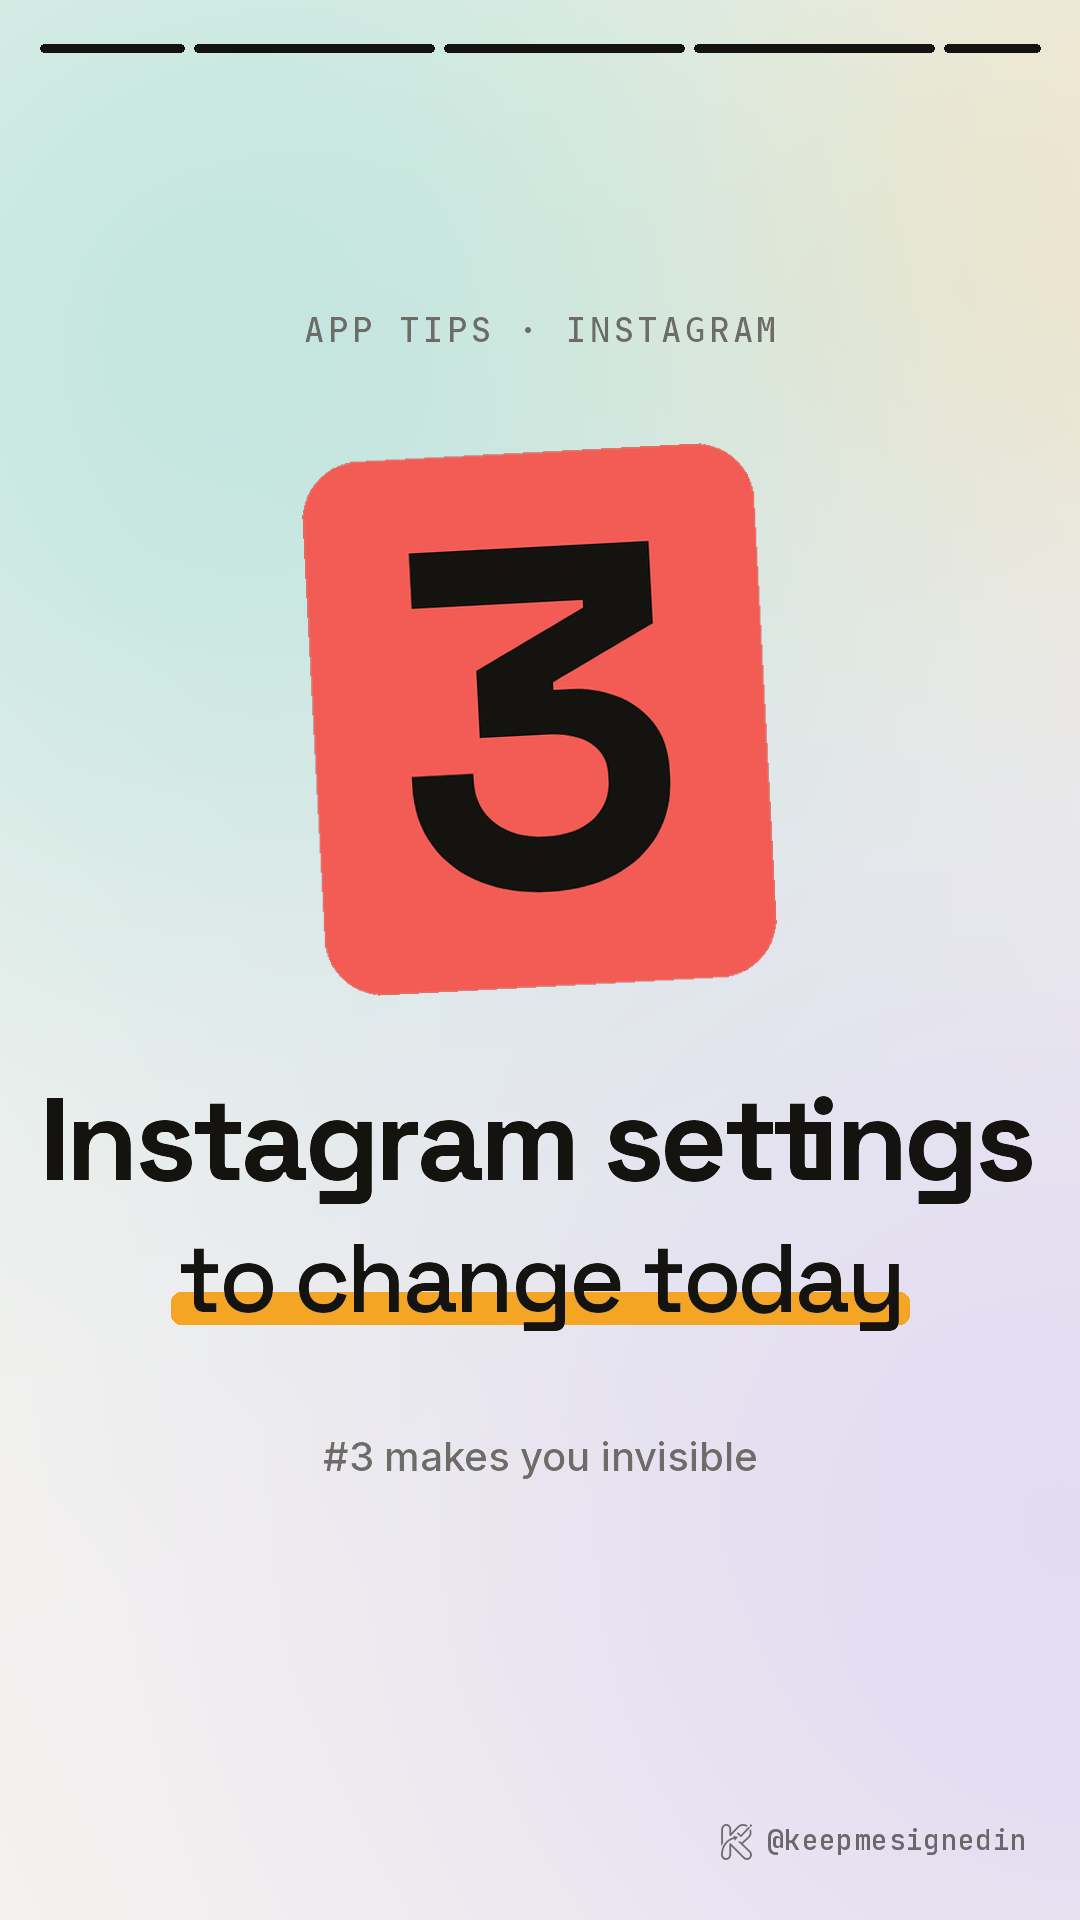 APP TIPS · INSTAGRAM
3
Instagram settings
to change today
#3 makes you invisible
@keepmesignedin